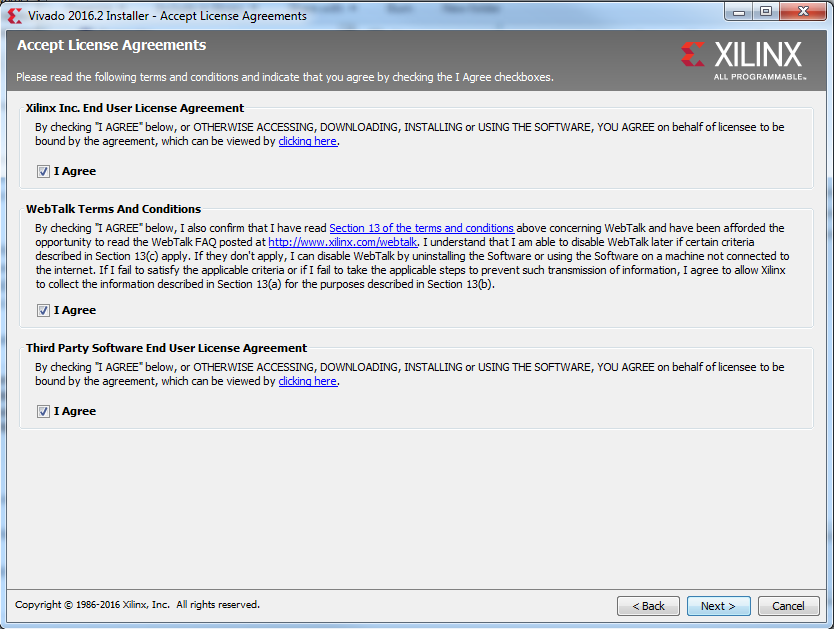 Vivado 2016.2 Installer - Accept License Agreements
Accept License Agreements
Please read the following terms and conditions and indicate that you agree by checking the I Agree checkboxes.
XILINX
ALL PROGRAMMABLE™
Xilinx Inc. End User License Agreement
By checking "I AGREE" below, or OTHERWISE ACCESSING, DOWNLOADING, INSTALLING or USING THE SOFTWARE, YOU AGREE on behalf of licensee to be
bound by the agreement, which can be viewed by clicking here.
I Agree
WebTalk Terms And Conditions
By checking "I AGREE" below, I also confirm that I have read Section 13 of the terms and conditions above concerning WebTalk and have been afforded the
opportunity to read the WebTalk FAQ posted at http://www.xilinx.com/webtalk. I understand that I am able to disable WebTalk later if certain criteria
described in Section 13(c) apply. If they don't apply, I can disable WebTalk by uninstalling the Software or using the Software on a machine not connected to
the internet. If I fail to satisfy the applicable criteria or if I fail to take the applicable steps to prevent such transmission of information, I agree to allow Xilinx
to collect the information described in Section 13(a) for the purposes described in Section 13(b).
I Agree
Third Party Software End User License Agreement
By checking "I AGREE" below, or OTHERWISE ACCESSING, DOWNLOADING, INSTALLING or USING THE SOFTWARE, YOU AGREE on behalf of licensee to be
bound by the agreement, which can be viewed by clicking here.
I Agree
Copyright © 1986-2016 Xilinx, Inc. All rights reserved.
< Back
Next >
Cancel